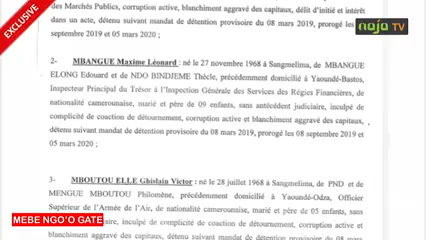 EXCLUSIVE
naja TV
des Marchés Publics, corruption active, blanchiment aggravé des capitaux, délit d'initié et intérêt
dans un acte, détenu suivant mandat de détention provisoire du 08 mars 2019, prorogé les
septembre 2019 et 05 mars 2020 ;
2- MBANGUE Maxime Léonard : né le 27 novembre 1968 à Sangmelima, de MBANGUE
ELONG Edouard et de NDO BINDJEME Thècle, précédemment domicilié à Yaoundé-Bastos,
Inspecteur Principal du Trésor à l'Inspection Générale des Services des Régies Financières, de
nationalité camerounaise, marié et père de 09 enfants, sans antécédent judiciaire, inculpé de
complicité de coaction de détournement, corruption active et blanchiment aggravé des capitaux,
détenu suivant mandat de détention provisoire du 08 mars 2019, prorogé les 08 septembre 2019 et
05 mars 2020 ;
3- MBOUTOU ELLE Ghislain Victor : né le 28 juillet 1968 à Sangmelima, de PND et de
MENGUE MBOUTOU Philomène, précédemment domicilié à Yaoundé-Odza, Officier
Supérieur de l'Armée de l'Air, de nationalité camerounaise, marié et père de 05 enfants, sans
antécédent judiciaire, inculpé de complicité de coaction de détournement, corruption active et
blanchiment aggravé des capitaux, détenu suivant mandat de détention provisoire du 08 mars
MEBE NGO'O GATE